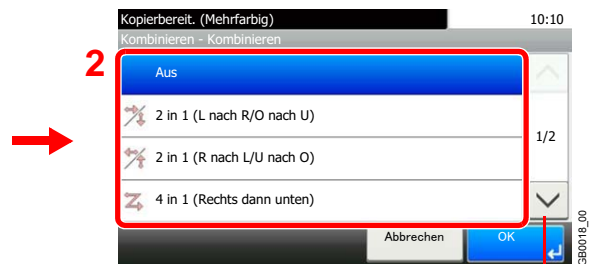 Kopierbereit. (Mehrfarbig) 10:10
Kombinieren - Kombinieren
2
Aus
2 in 1 (L nach R/O nach U)
1/2
2 in 1 (R nach L/U nach O)
4 in 1 (Rechts dann unten)
Abbrechen OK
GB0018_00